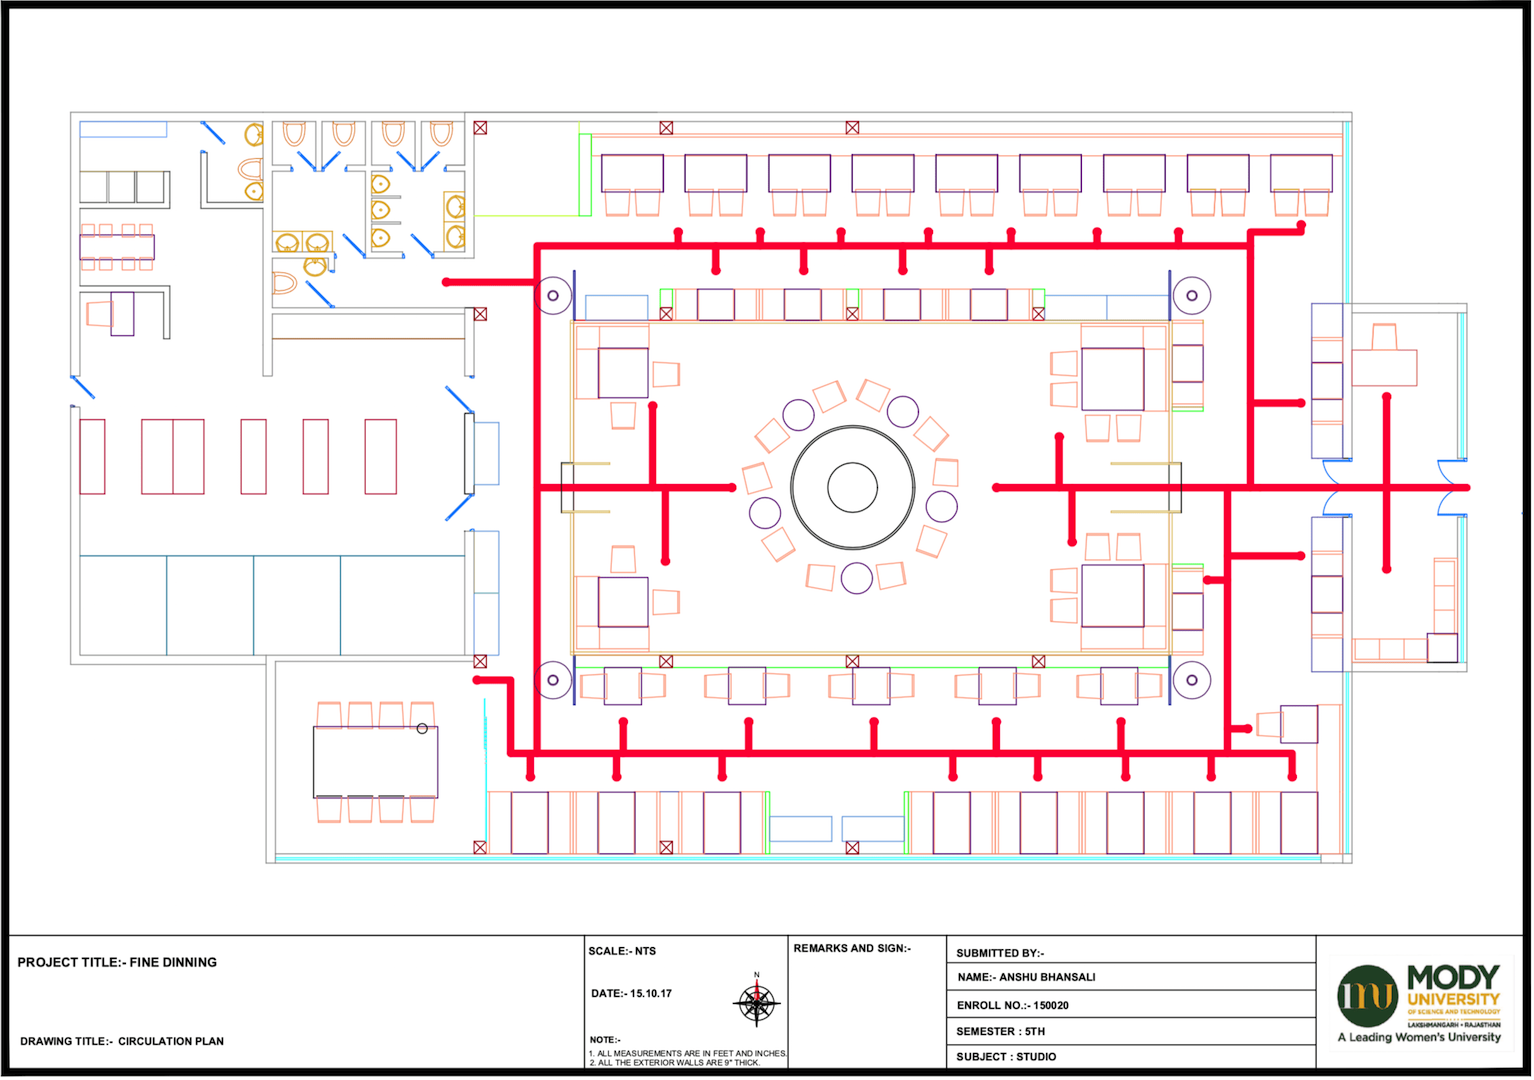 PROJECT TITLE:- FINE DINNING
DRAWING TITLE:- CIRCULATION PLAN
SCALE:- NTS
DATE:- 15.10.17
N
NOTE:-
1. ALL MEASUREMENTS ARE IN FEET AND INCHES.
2. ALL THE EXTERIOR WALLS ARE 9" THICK.
REMARKS AND SIGN:-
SUBMITTED BY:-
NAME:- ANSHU BHANSALI
ENROLL NO.:- 150020
SEMESTER : 5TH
SUBJECT : STUDIO
mu
MODY
UNIVERSITY
OF SCIENCE AND TECHNOLOGY
LAKSHMANGARH • RAJASTHAN
A Leading Women's University